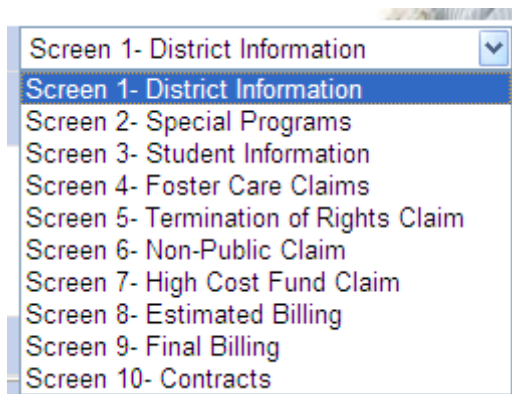 Screen 1- District Information
Screen 1- District Information
Screen 2- Special Programs
Screen 3- Student Information
Screen 4- Foster Care Claims
Screen 5- Termination of Rights Claim
Screen 6- Non-Public Claim
Screen 7- High Cost Fund Claim
Screen 8- Estimated Billing
Screen 9- Final Billing
Screen 10- Contracts